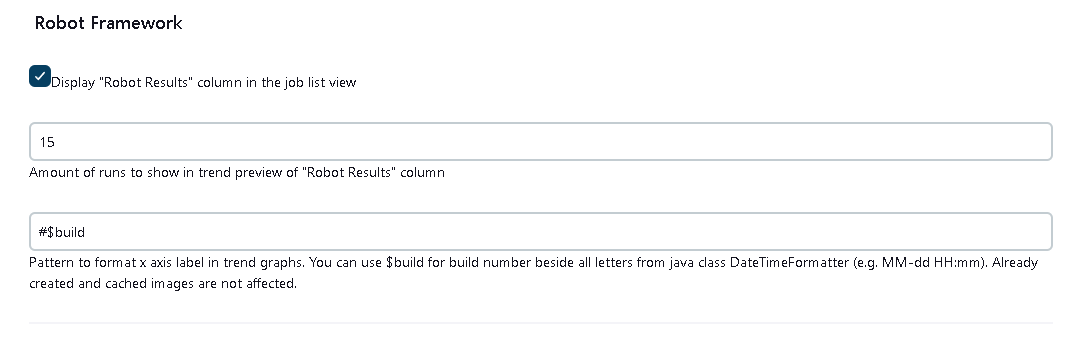 Robot Framework
Display "Robot Results" column in the job list view
15
Amount of runs to show in trend preview of "Robot Results" column
#$build
Pattern to format x axis label in trend graphs. You can use $build for build number beside all letters from java class DateTimeFormatter (e.g. MM-dd HH:mm). Already
created and cached images are not affected.